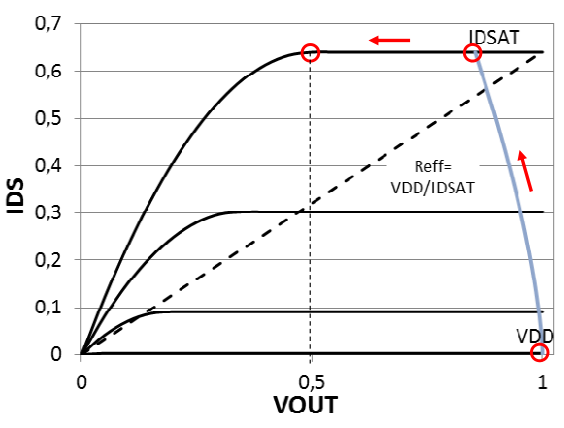 0,7
0,6
0,5
0,4
0,3
0,2
0,1
0
IDS
IDSAT
Reff=
VDD/IDSAT
VDD
0
0,5
1
VOUT